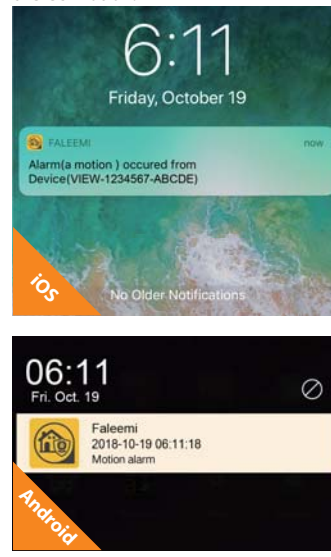 6:11
Friday, October 19
FALEEMI now
Alarm(a motion ) occured from
Device(VIEW-1234567-ABCDE)
No Older Notifications
iOS
06:11
Fri. Oct. 19
Faleemi
2018-10-19 06:11:18
Motion alarm
Android